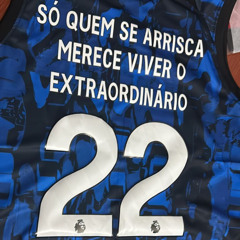 SÓ QUEM SE ARRISCA
MERECE VIVER O
EXTRAORDINÁRIO
22